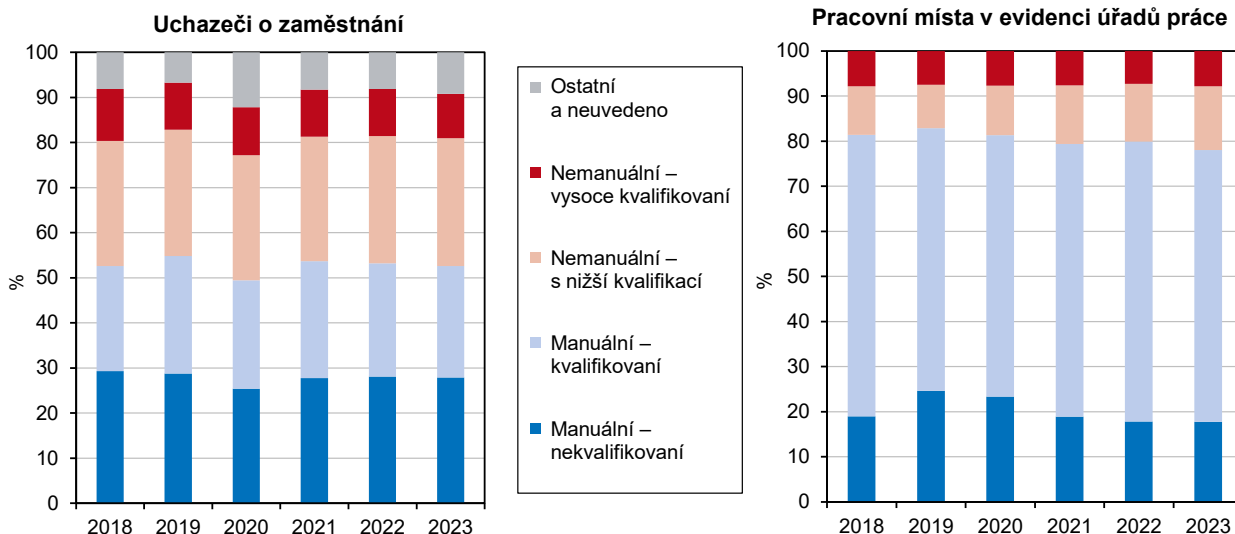 Uchazeči o zaměstnání
100
90
80
70
60
50
40
30
20
10
0
%
2018 2019 2020 2021 2022 2023
Ostatní
a neuvedeno
Nemanuální –
vysoce kvalifikovaní
Nemanuální –
s nižší kvalifikací
Manuální –
kvalifikovaní
Manuální –
nekvalifikovaní
Pracovní místa v evidenci úřadů práce
100
90
80
70
60
50
40
30
20
10
0
%
2018 2019 2020 2021 2022 2023